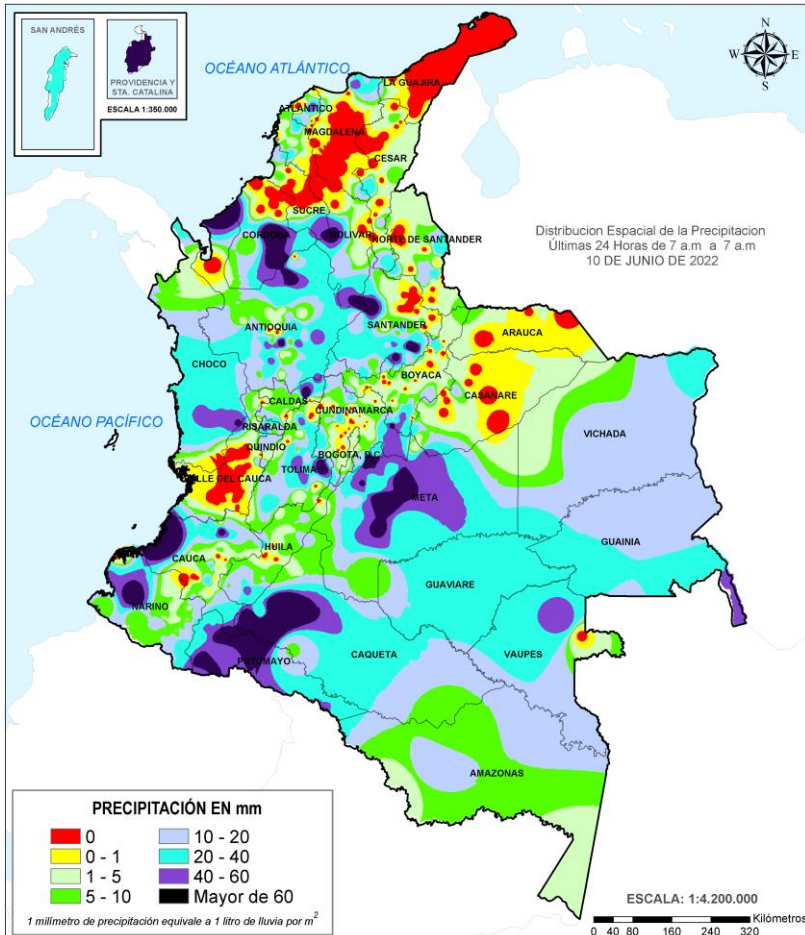 SAN ANDRÉS
PROVIDENCIA Y
STA. CATALINA
ESCALA 1:350.000
N
W
E
S
OCÉANO ATLÁNTICO
LA GUAJIRA
ATLÁNTICO
MAGDALENA
CESAR
SUCRE
CORDOBA
BOLIVAR
NORTE DE SANTANDER
Distribucion Espacial de la Precipitacion
Últimas 24 Horas de 7 a.m a 7 a.m
10 DE JUNIO DE 2022
ANTIOQUIA
SANTANDER
ARAUCA
CHOCO
BOYACA
CASANARE
CALDAS
CUNDINAMARCA
OCÉANO PACÍFICO
RISARALDA
VICHADA
QUINDIO
BOGOTA, D.C.
TOLIMA
VALLE DEL CAUCA
META
GUAINIA
CAUCA
HUILA
GUAVIARE
NARIÑO
PUTUMAYO
CAQUETA
VAUPES
AMAZONAS
PRECIPITACIÓN EN mm
0
0 - 1
1 - 5
5 - 10
10 - 20
20 - 40
40 - 60
Mayor de 60
1 milímetro de precipitación equivale a 1 litro de lluvia por m²
ESCALA: 1:4.200.000
Kilómetros
0 40 80 160 240 320